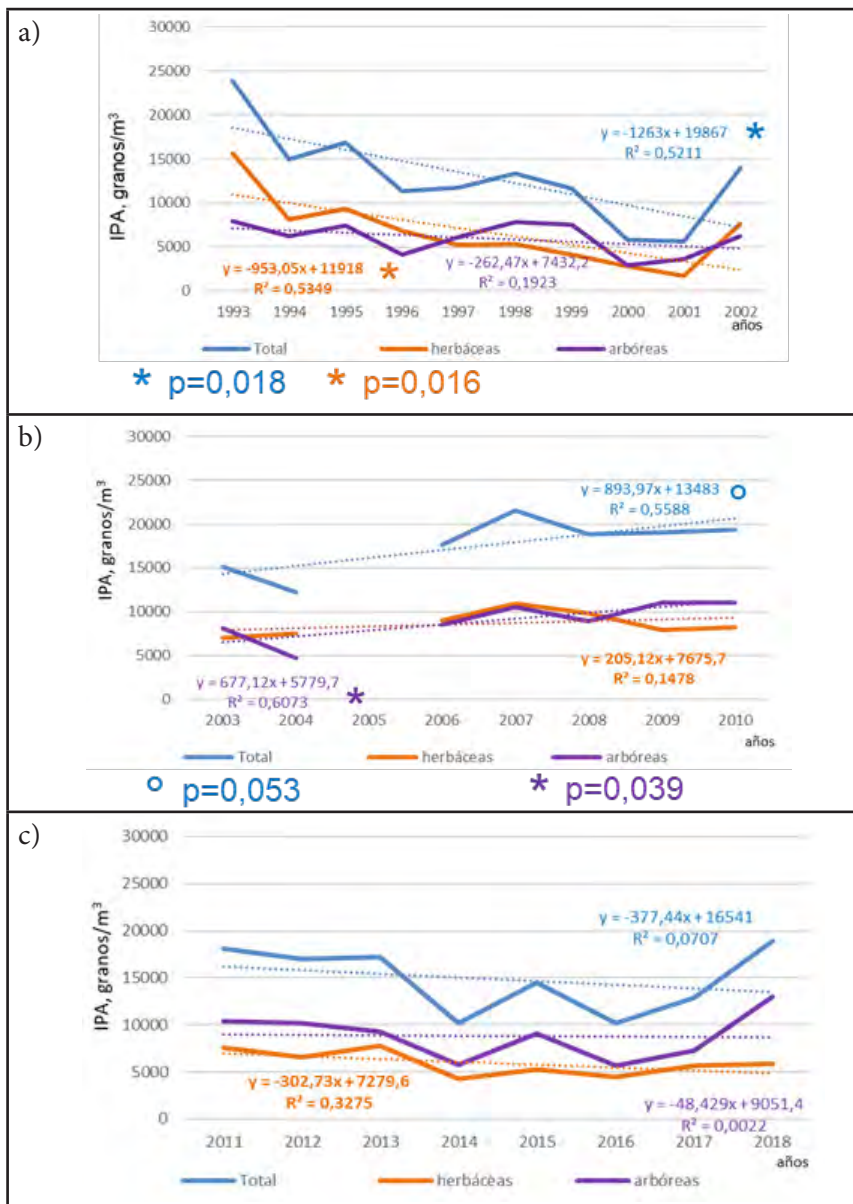 a)
30000
25000
20000
15000
10000
5000
0
IPA, granos/m³
y = -1263x + 19867
R² = 0,5211
*
y = -953,05x + 11918
R² = 0,5349
*
y = -262,47x + 7432,2
R² = 0,1923
1993 1994 1995 1996 1997 1998 1999 2000 2001 2002
años
Total herbáceas arbóreas
* p=0,018 * p=0,016
b)
30000
25000
20000
15000
10000
5000
0
IPA, granos/m³
y = 893,97x + 13483
R² = 0,5588
y = 205,12x + 7675,7
R² = 0,1478
y = 677,12x + 5779,7
R² = 0,6073
*
2003 2004 2005 2006 2007 2008 2009 2010
años
Total herbáceas arbóreas
° p=0,053 * p=0,039
c)
30000
25000
20000
15000
10000
5000
0
IPA, granos/m³
y = -377,44x + 16541
R² = 0,0707
y = -302,73x + 7279,6
R² = 0,3275
y = -48,429x + 9051,4
R² = 0,0022
2011 2012 2013 2014 2015 2016 2017 2018
años
Total herbáceas arbóreas